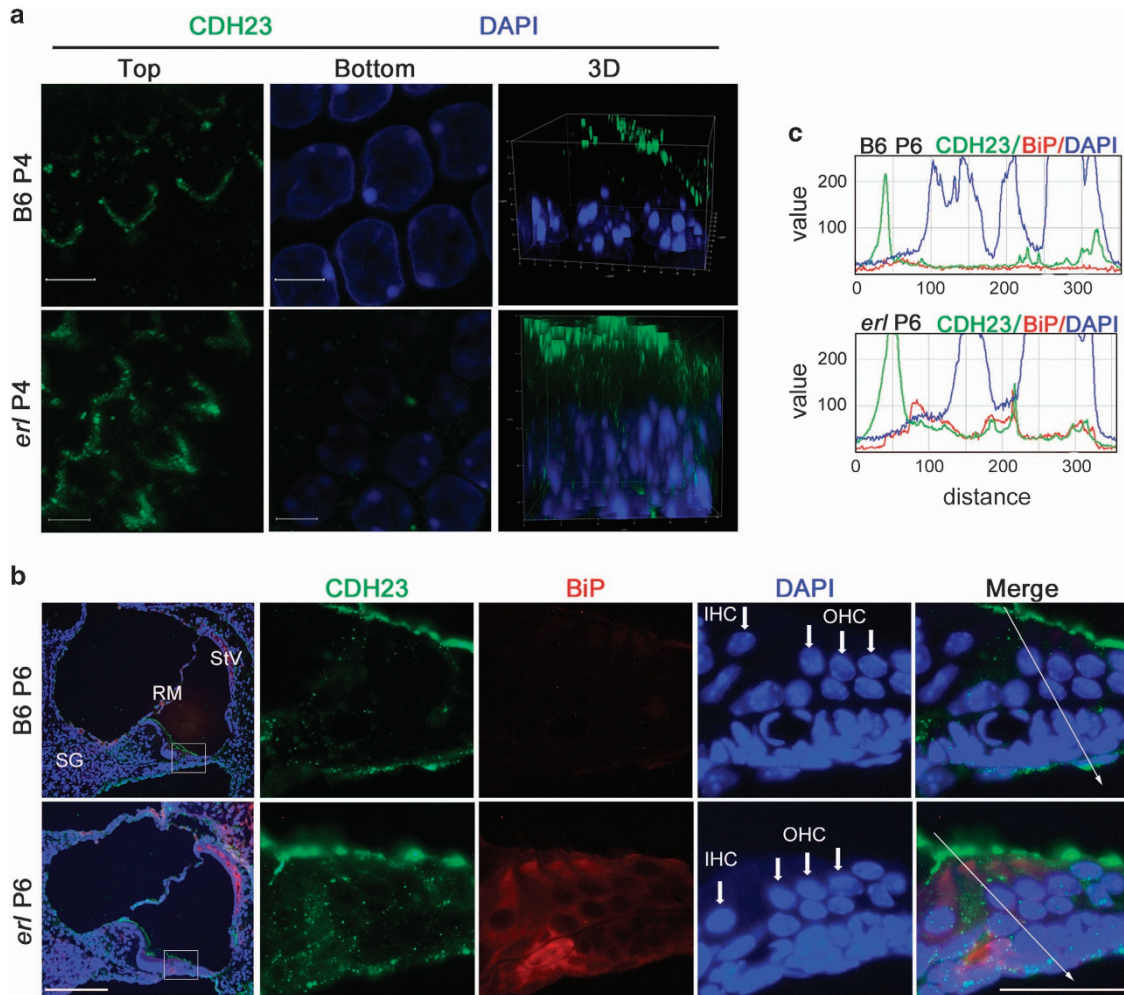 a
CDH23 DAPI
Top Bottom 3D
B6 P4
erl P4
c
B6 P6 CDH23/BiP/DAPI
value
200
100
0 100 200 300
erl P6 CDH23/BiP/DAPI
value
200
100
0 100 200 300
distance
b
CDH23 BiP DAPI Merge
B6 P6
StV
RM
SG
IHC OHC
erl P6
IHC OHC